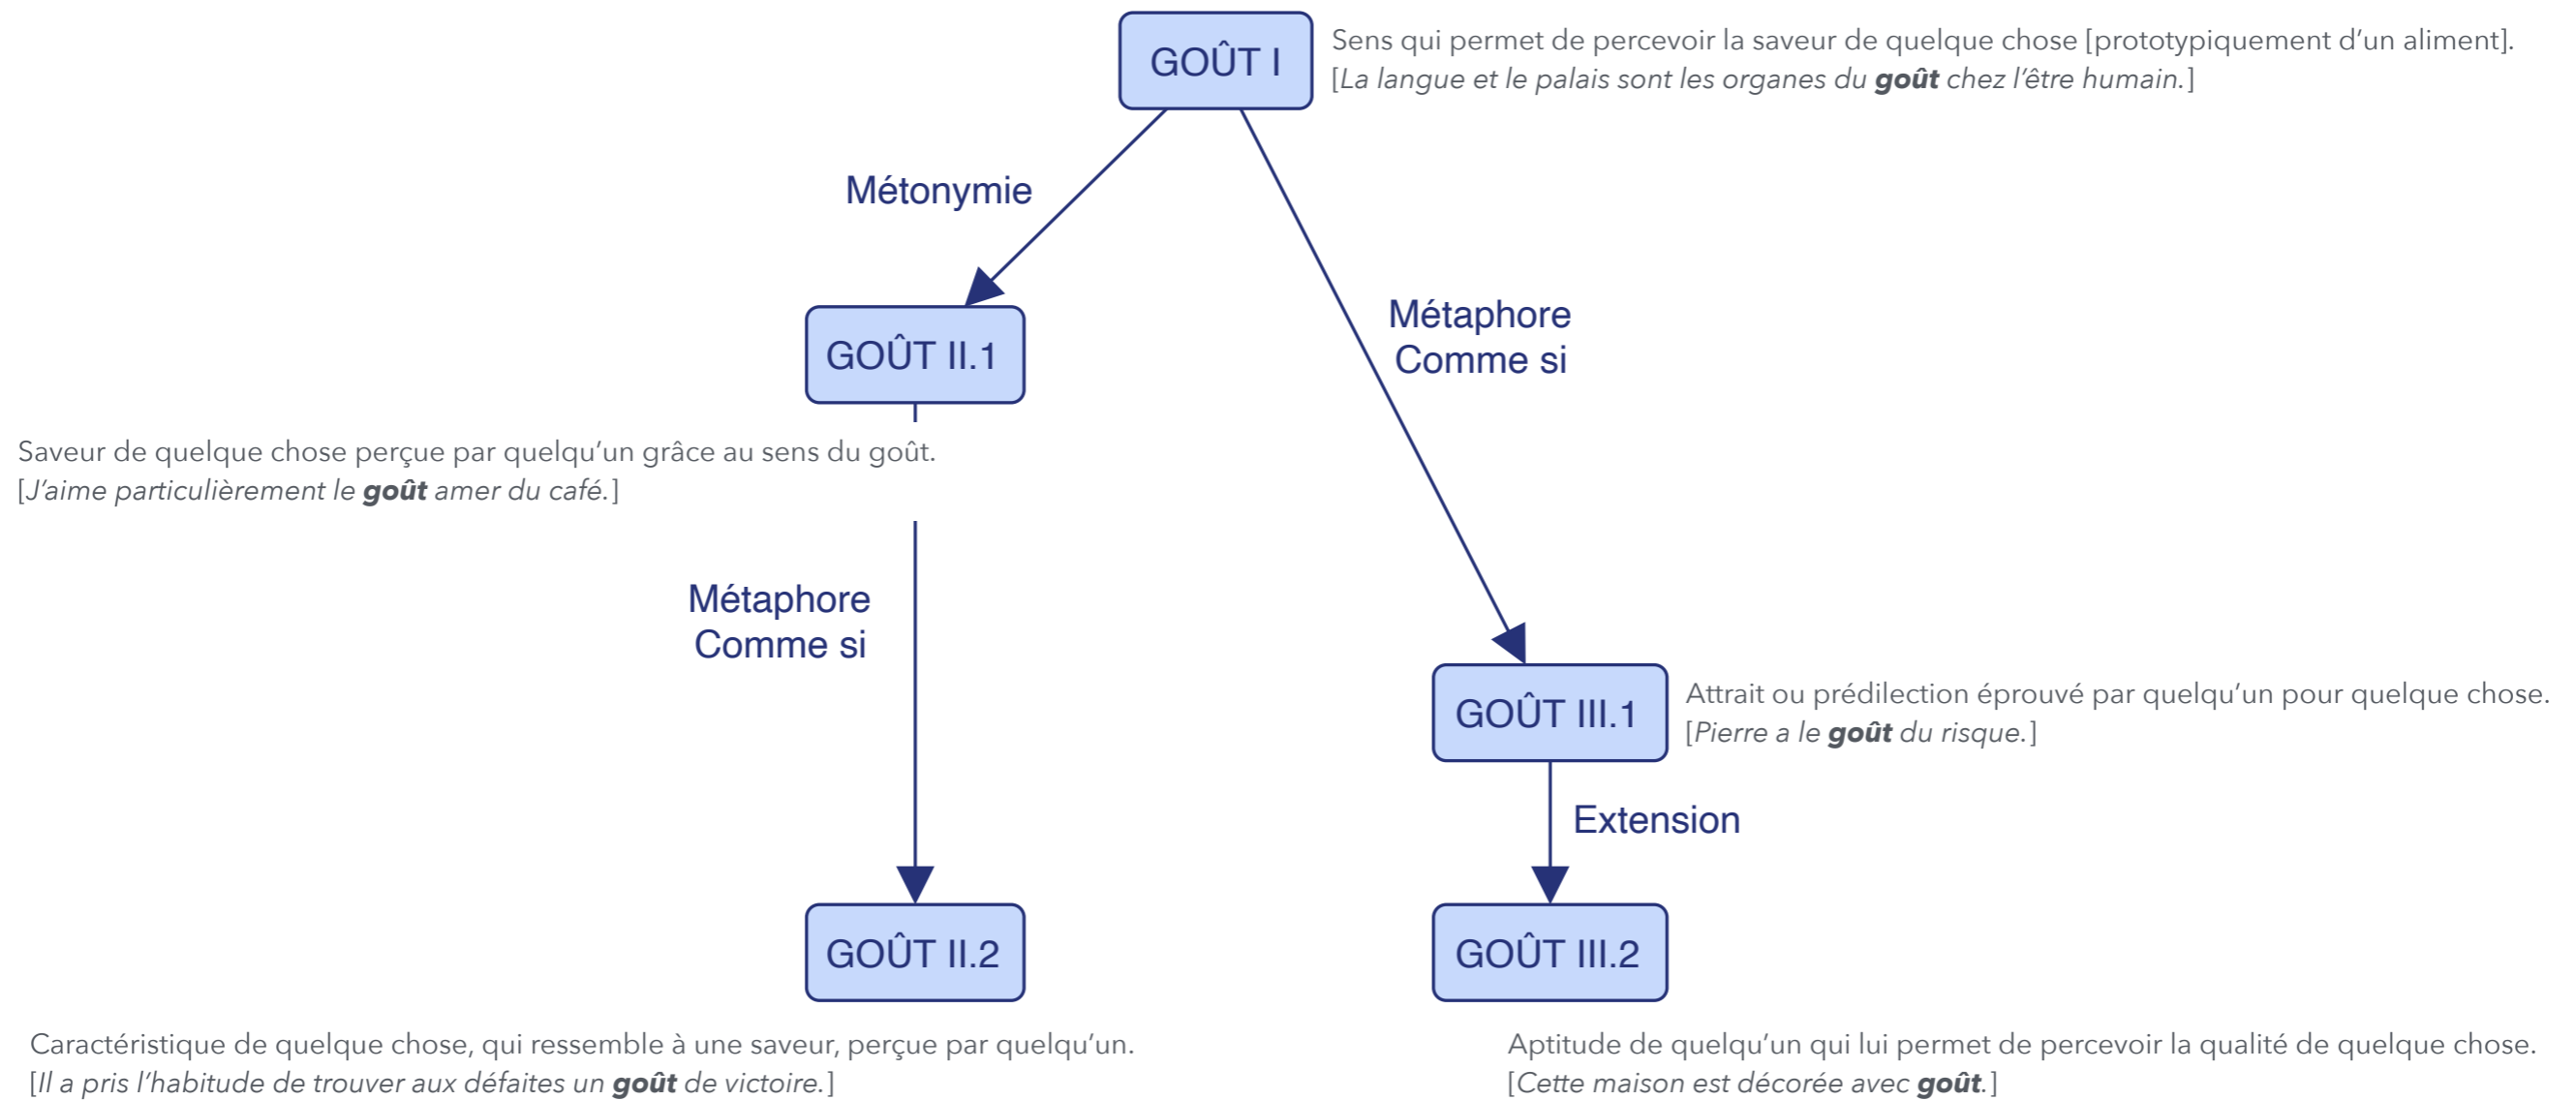 GOÛT I
Sens qui permet de percevoir la saveur de quelque chose [prototypiquement d’un aliment].
[La langue et le palais sont les organes du goût chez l’être humain.]
Métonymie
Métaphore
Comme si
GOÛT II.1
Saveur de quelque chose perçue par quelqu’un grâce au sens du goût.
[J’aime particulièrement le goût amer du café.]
Métaphore
Comme si
GOÛT III.1
Attrait ou prédilection éprouvé par quelqu’un pour quelque chose.
[Pierre a le goût du risque.]
Extension
GOÛT II.2
Caractéristique de quelque chose, qui ressemble à une saveur, perçue par quelqu’un.
[Il a pris l’habitude de trouver aux défaites un goût de victoire.]
GOÛT III.2
Aptitude de quelqu’un qui lui permet de percevoir la qualité de quelque chose.
[Cette maison est décorée avec goût.]